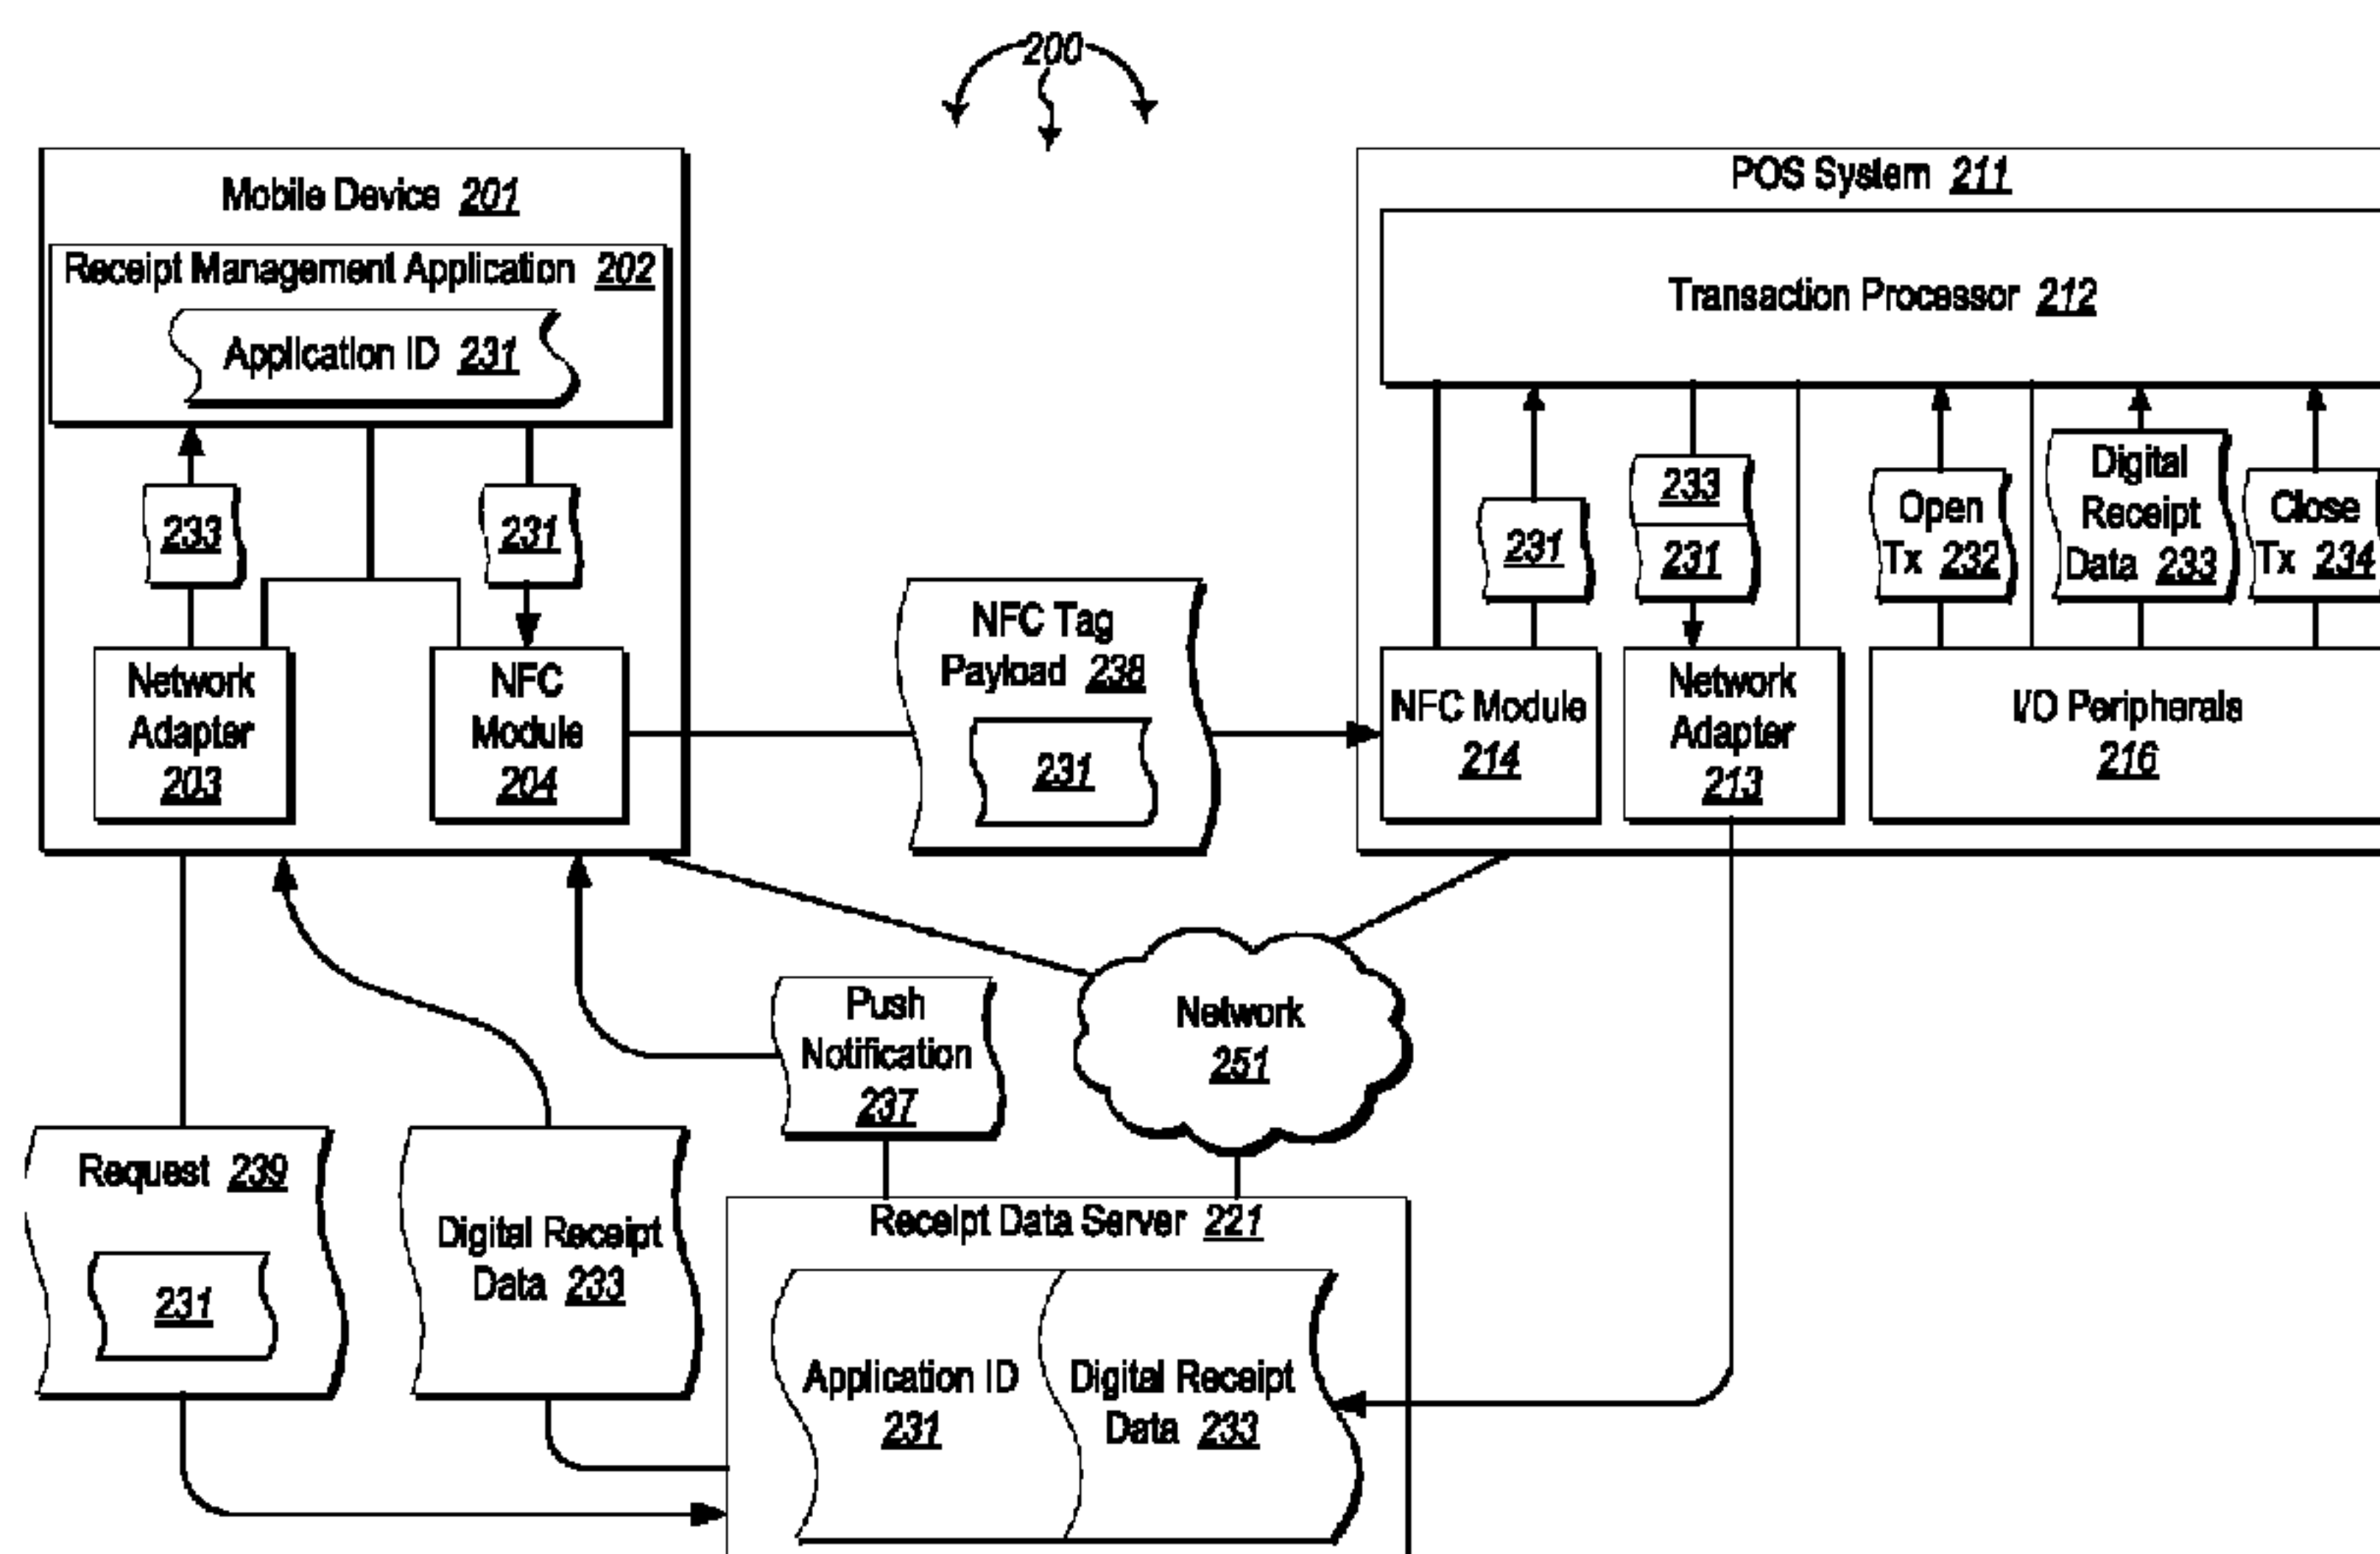 200
Mobile Device 201
Receipt Management Application 202
Application ID 231
233
231
Network
Adapter
203
NFC
Module
204
NFC Tag
Payload 238
231
POS System 211
Transaction Processor 212
231
233
231
Open
Tx 232
Digital
Receipt
Data 233
Close
Tx 234
NFC Module
214
Network
Adapter
213
I/O Peripherals
216
Push
Notification
237
Network
251
Request 239
231
Digital Receipt
Data 233
Receipt Data Server 221
Application ID
231
Digital Receipt
Data 233